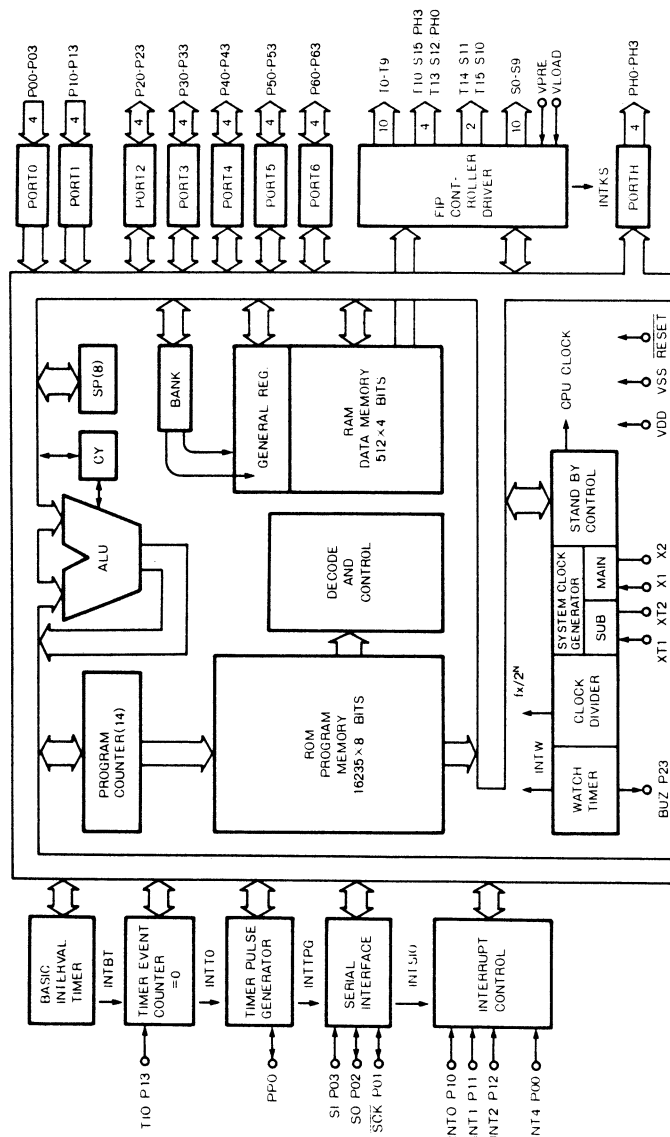 BASIC
INTERVAL
TIMER
INTBT
TIO P13
TIMER EVENT
COUNTER
=0
INTT0
PPO
TIMER PULSE
GENERATOR
INTTPG
SI P03
SO P02
SCK P01
SERIAL
INTERFACE
INTSIO
INT0 P10
INT1 P11
INT2 P12
INT4 P00
INTERRUPT
CONTROL
PROGRAM
COUNTER(14)
ALU
CY
SP(8)
BANK
ROM
PROGRAM
MEMORY
16235×8 BITS
DECODE
AND
CONTROL
GENERAL REG.
RAM
DATA MEMORY
512×4 BITS
INTW
fx/2N
WATCH
TIMER
CLOCK
DIVIDER
SYSTEM CLOCK
GENERATOR
SUB
MAIN
STAND BY
CONTROL
CPU CLOCK
BUZ P23
XT1
XT2
X1
X2
VDD
VSS
RESET
PORT0
4
P00-P03
PORT1
4
P10-P13
PORT2
4
P20-P23
PORT3
4
P30-P33
PORT4
4
P40-P43
PORT5
4
P50-P53
PORT6
4
P60-P63
FIP
CONT-
ROLLER
DRIVER
10
T0-T9
4
T10 S15 PH3
T13 S12 PH0
2
T14 S11
T15 S10
10
S0-S9
VPRE
VLOAD
INTKS
PORTH
4
PH0-PH3